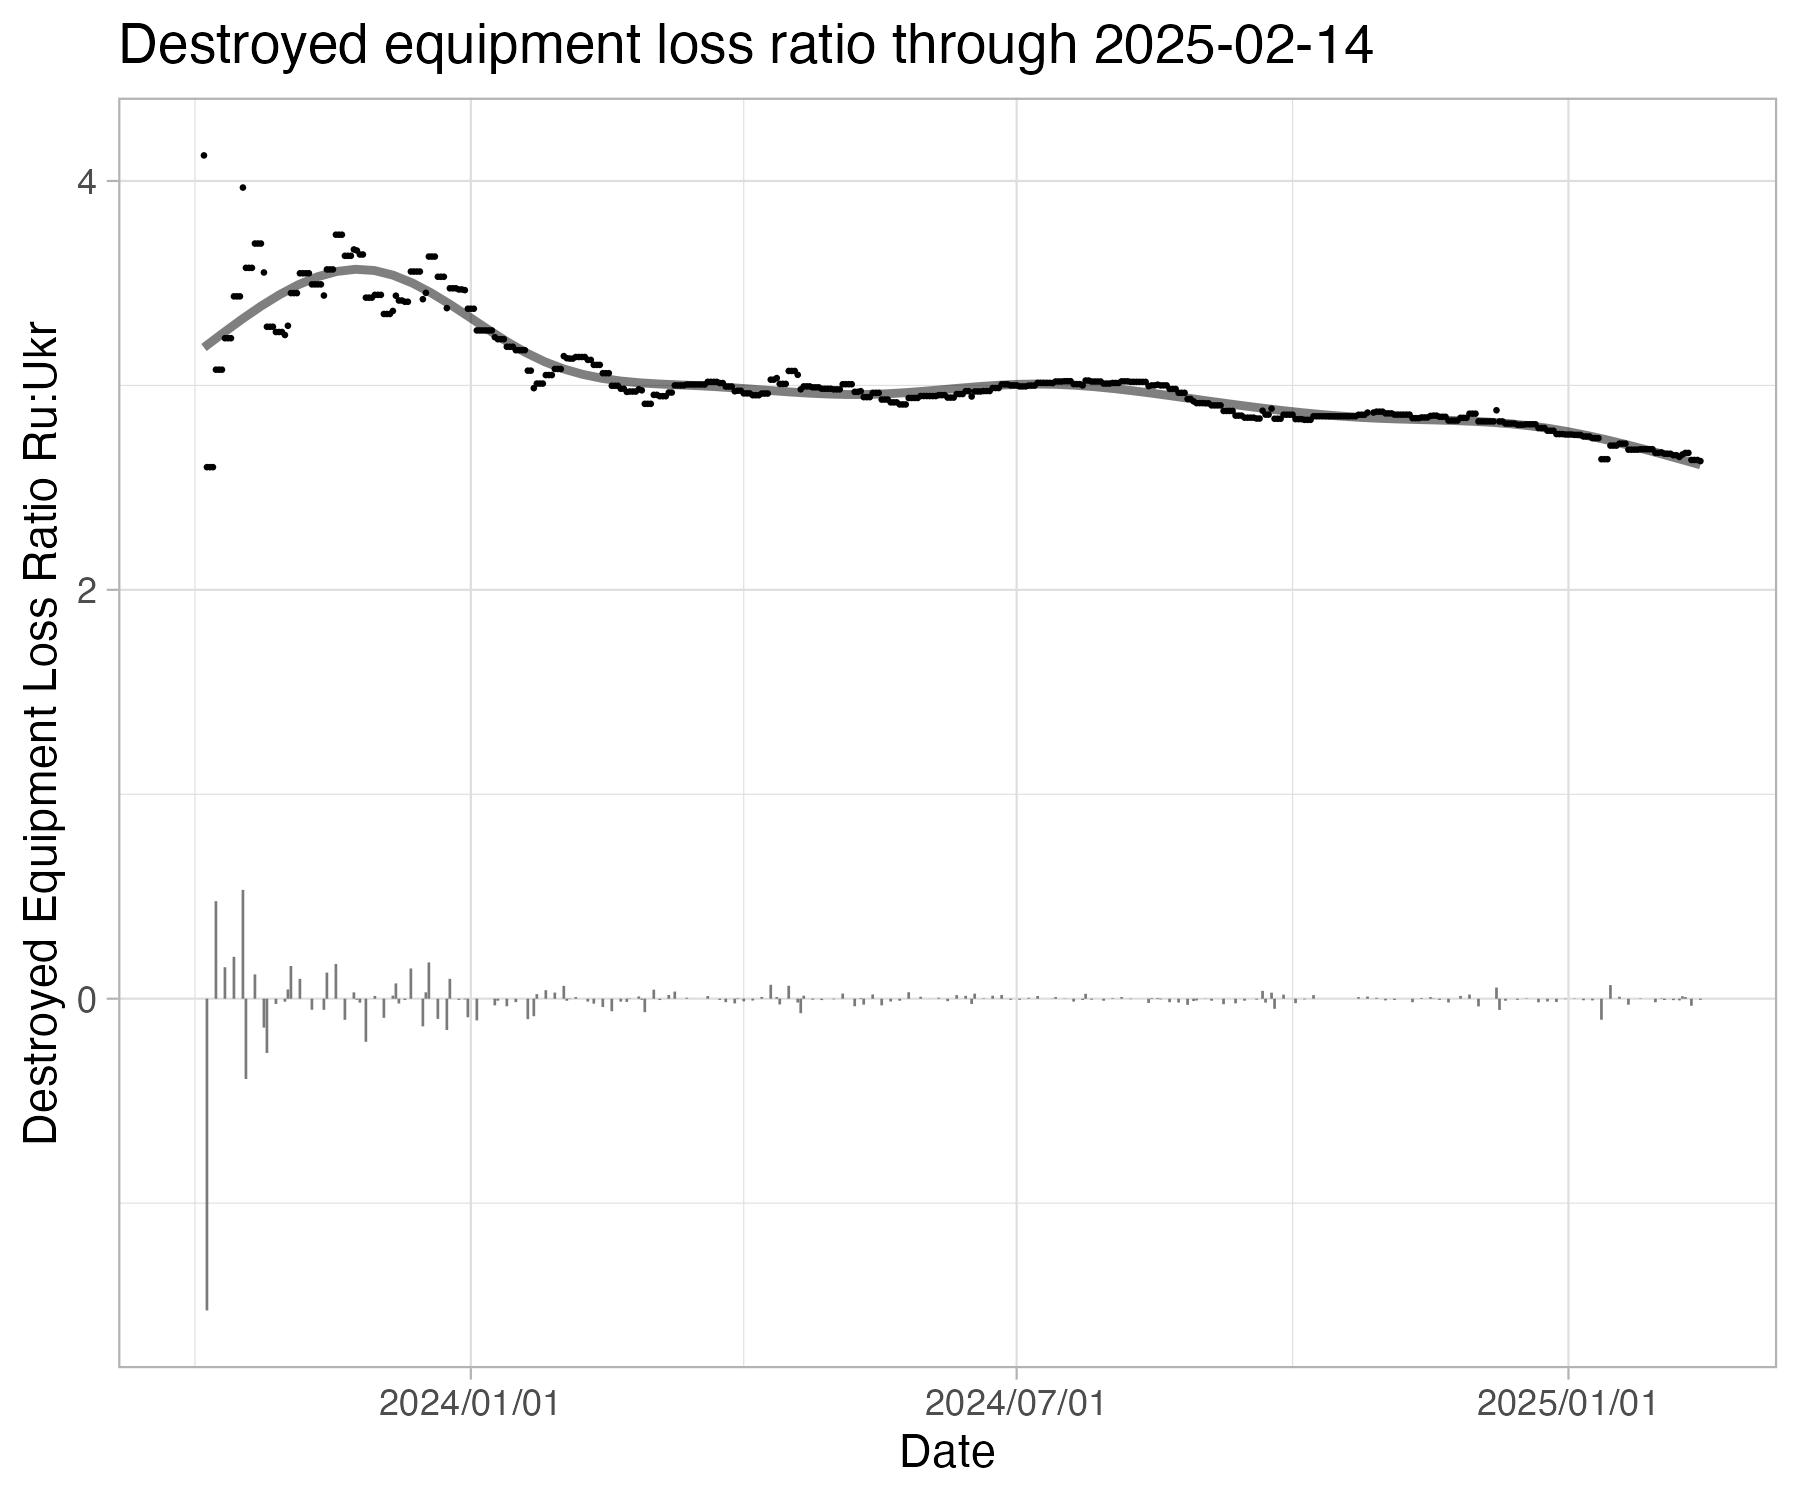 Destroyed equipment loss ratio through 2025-02-14
Destroyed Equipment Loss Ratio Ru:Ukr
4
2
0
2024/01/01
2024/07/01
2025/01/01
Date